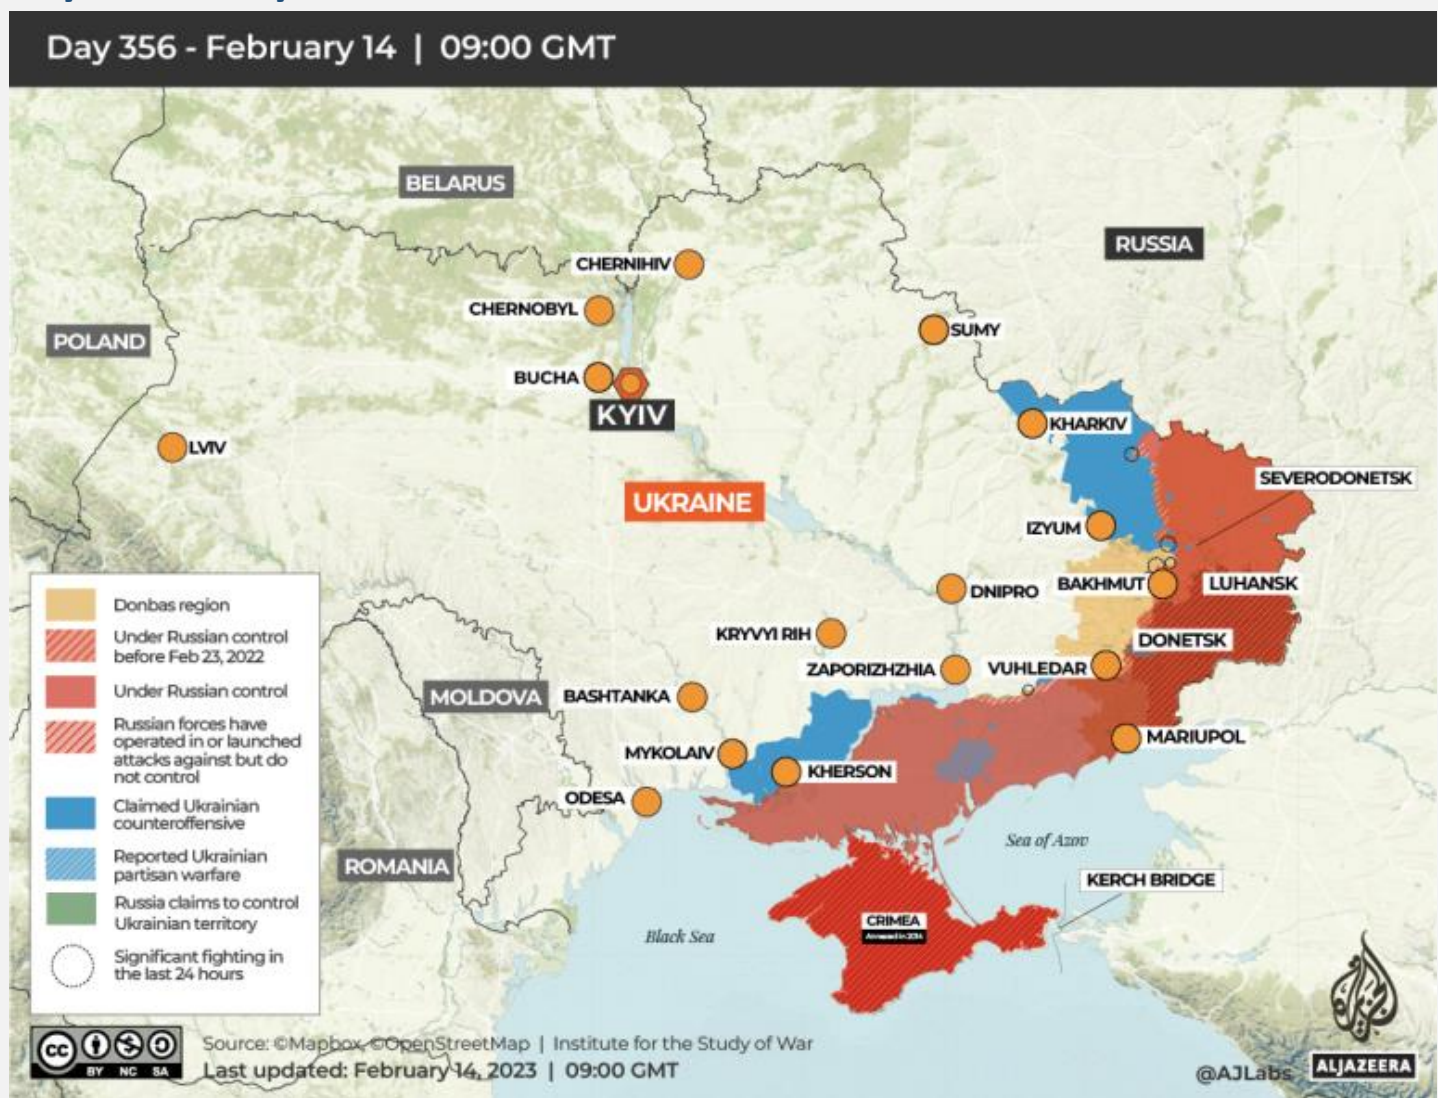 Day 356 - February 14 | 09:00 GMT
BELARUS
RUSSIA
CHERNIHIV
CHERNOBYL
SUMY
POLAND
BUCHA
KYIV
KHARKIV
LVIV
SEVERODONETSK
UKRAINE
IZYUM
DNIPRO
BAKHMUT
LUHANSK
KRYVYI RIH
DONETSK
ZAPORIZHZHIA
VUHLEDAR
MOLDOVA
BASHTANKA
MARIUPOL
MYKOLAIV
KHERSON
ODESA
Sea of Azov
ROMANIA
KERCH BRIDGE
CRIMEA
Annexed in 2014
Black Sea
Donbas region
Under Russian control
before Feb 23, 2022
Under Russian control
Russian forces have
operated in or launched
attacks against but do
not control
Claimed Ukrainian
counteroffensive
Reported Ukrainian
partisan warfare
Russia claims to control
Ukrainian territory
Significant fighting in
the last 24 hours
cc
BY NC SA
Source: ©Mapbox, ©OpenStreetMap | Institute for the Study of War
Last updated: February 14, 2023 | 09:00 GMT
@AJLabs
ALJAZEERA